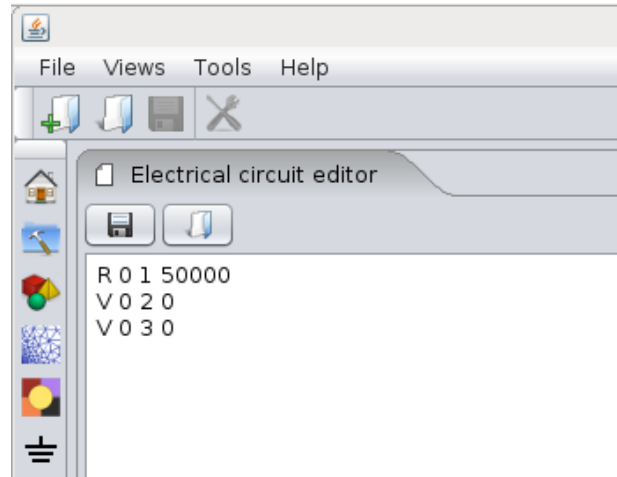 File Views Tools Help
Electrical circuit editor
R 0 1 50000
V 0 2 0
V 0 3 0